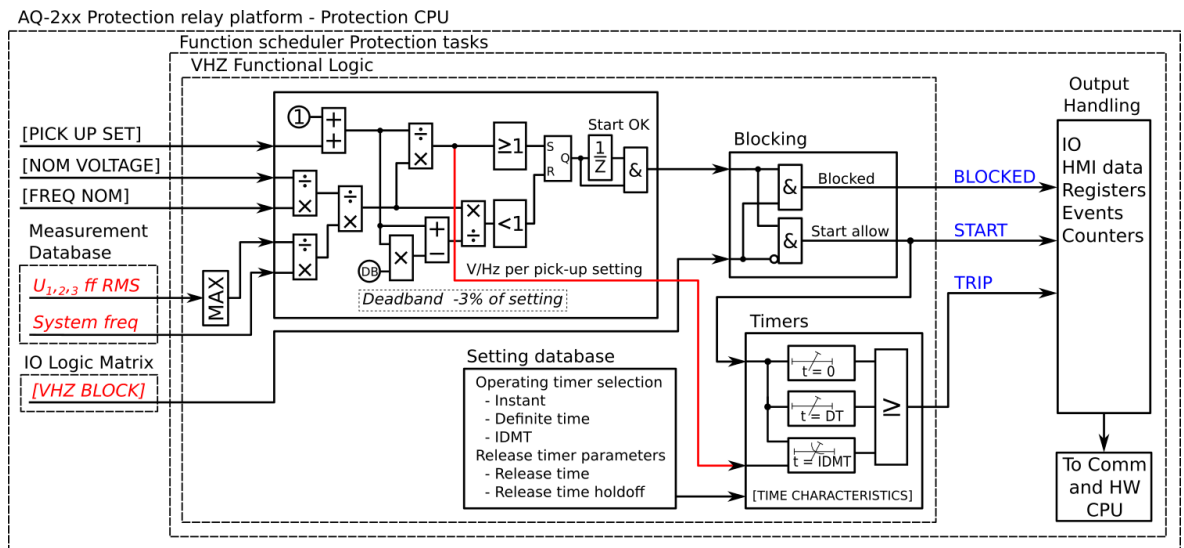 AQ-2xx Protection relay platform - Protection CPU
Function scheduler Protection tasks
VHZ Functional Logic
[PICK UP SET]
[NOM VOLTAGE]
[FREQ NOM]
Measurement
Database
U1,2,3 ff RMS
System freq
IO Logic Matrix
[VHZ BLOCK]
MAX
1
+
+
÷
×
÷
×
÷
×
÷
×
DB
×
+
−
×
÷
≥1
<1
S
R
Q
Start OK
1
Z
&
V/Hz per pick-up setting
Deadband -3% of setting
Blocking
&
Blocked
&
Start allow
Setting database
Operating timer selection
- Instant
- Definite time
- IDMT
Release timer parameters
- Release time
- Release time holdoff
Timers
t = 0
t = DT
t = IDMT
≥
[TIME CHARACTERISTICS]
BLOCKED
START
TRIP
Output
Handling
IO
HMI data
Registers
Events
Counters
To Comm
and HW
CPU